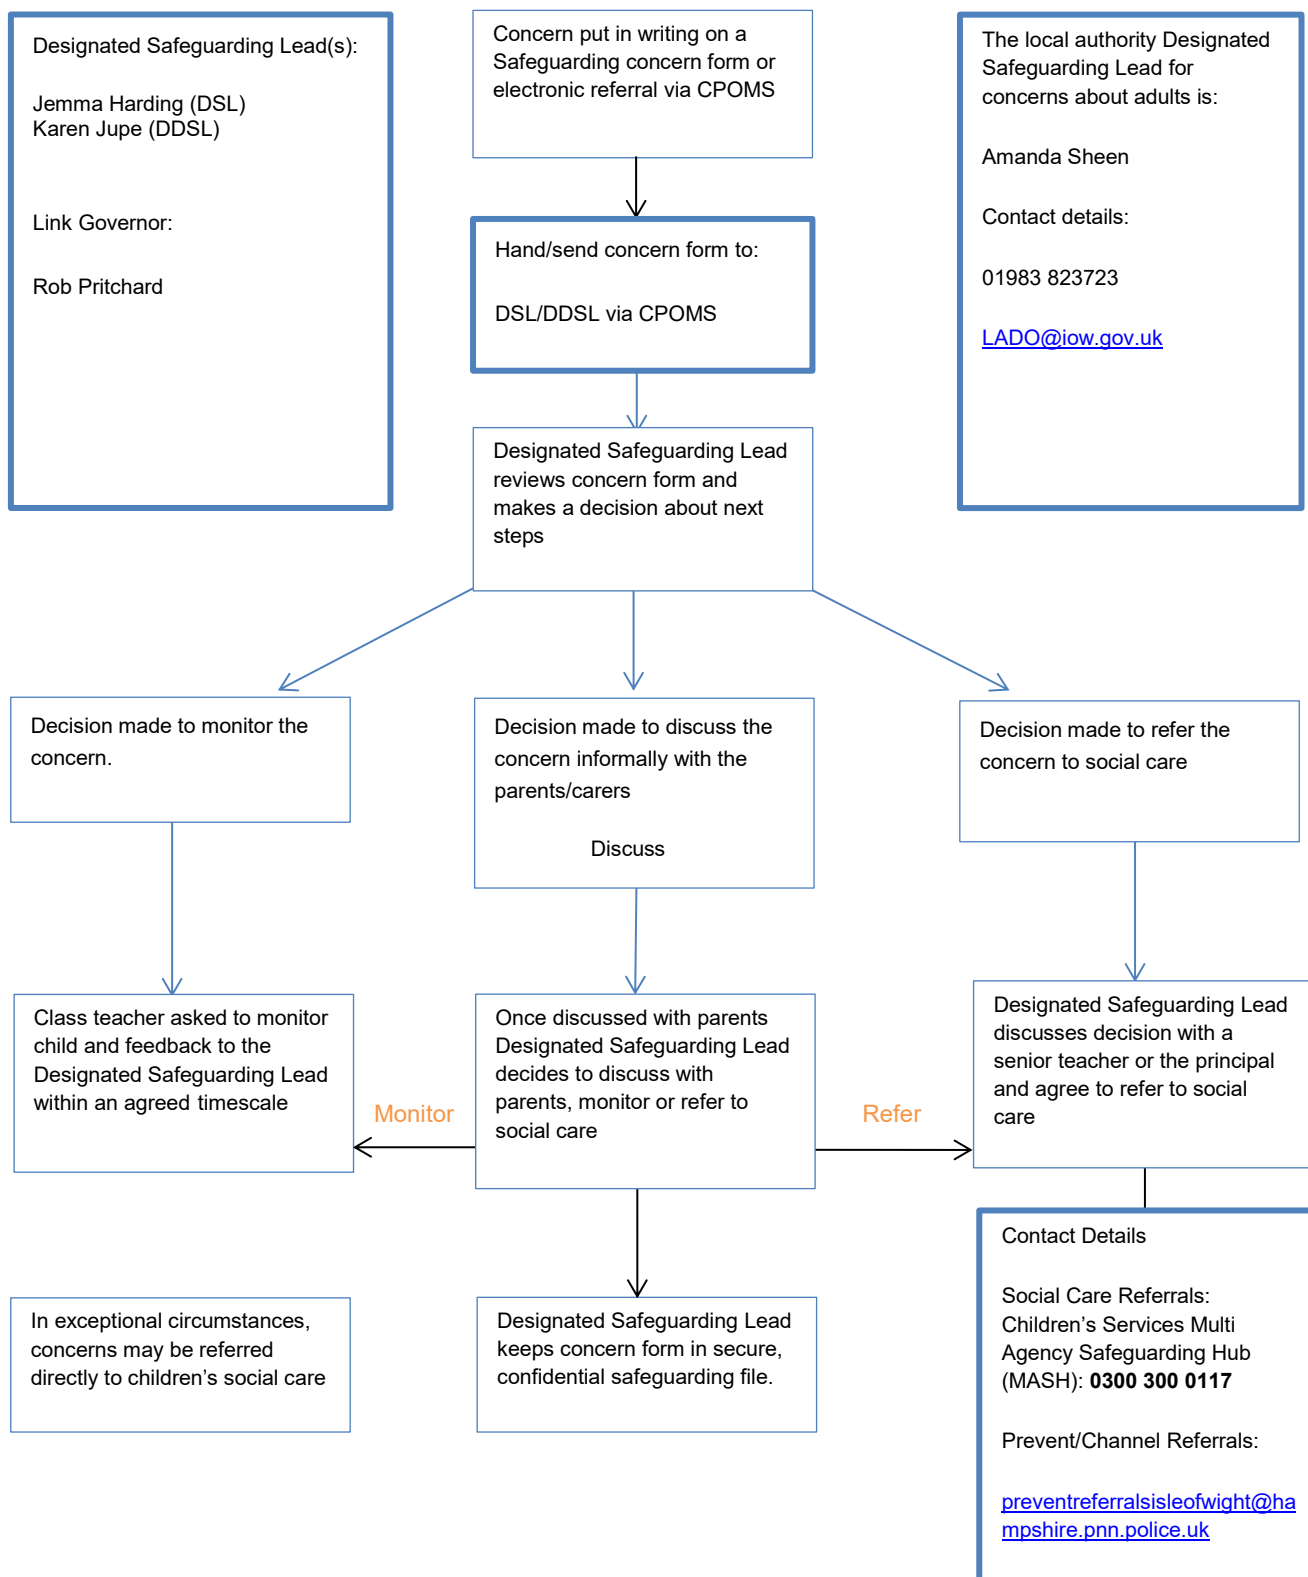 Designated Safeguarding Lead(s):
Jemma Harding (DSL)
Karen Jupe (DDSL)
Link Governor:
Rob Pritchard
Concern put in writing on a
Safeguarding concern form or
electronic referral via CPOMS
The local authority Designated
Safeguarding Lead for
concerns about adults is:
Amanda Sheen
Contact details:
01983 823723
LADO@iow.gov.uk
Hand/send concern form to:
DSL/DDSL via CPOMS
Designated Safeguarding Lead
reviews concern form and
makes a decision about next
steps
Decision made to monitor the
concern.
Decision made to discuss the
concern informally with the
parents/carers
Discuss
Decision made to refer the
concern to social care
Class teacher asked to monitor
child and feedback to the
Designated Safeguarding Lead
within an agreed timescale
Monitor
Once discussed with parents
Designated Safeguarding Lead
decides to discuss with
parents, monitor or refer to
social care
Refer
Designated Safeguarding Lead
discusses decision with a
senior teacher or the principal
and agree to refer to social
care
In exceptional circumstances,
concerns may be referred
directly to children’s social care
Designated Safeguarding Lead
keeps concern form in secure,
confidential safeguarding file.
Contact Details
Social Care Referrals:
Children’s Services Multi
Agency Safeguarding Hub
(MASH): 0300 300 0117
Prevent/Channel Referrals:
preventreferralsisleofwight@ha
mpshire.pnn.police.uk